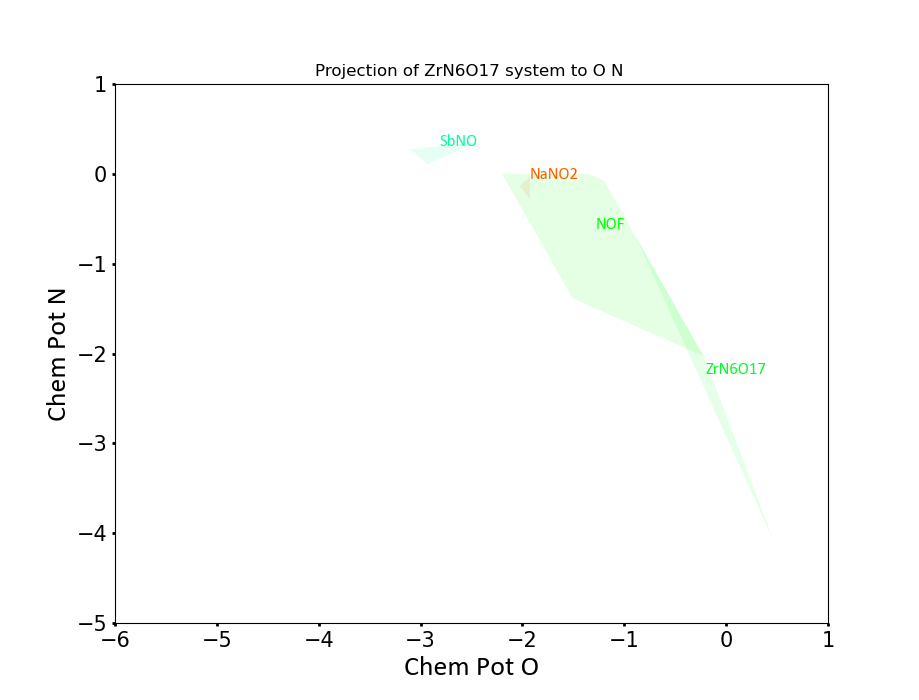 Projection of ZrN6O17 system to O N
1
SbNO
0
NaNO2
NOF
−1
Chem Pot N
−2
ZrN6O17
−3
−4
−5
−6 −5 −4 −3 −2 −1 0 1
Chem Pot O